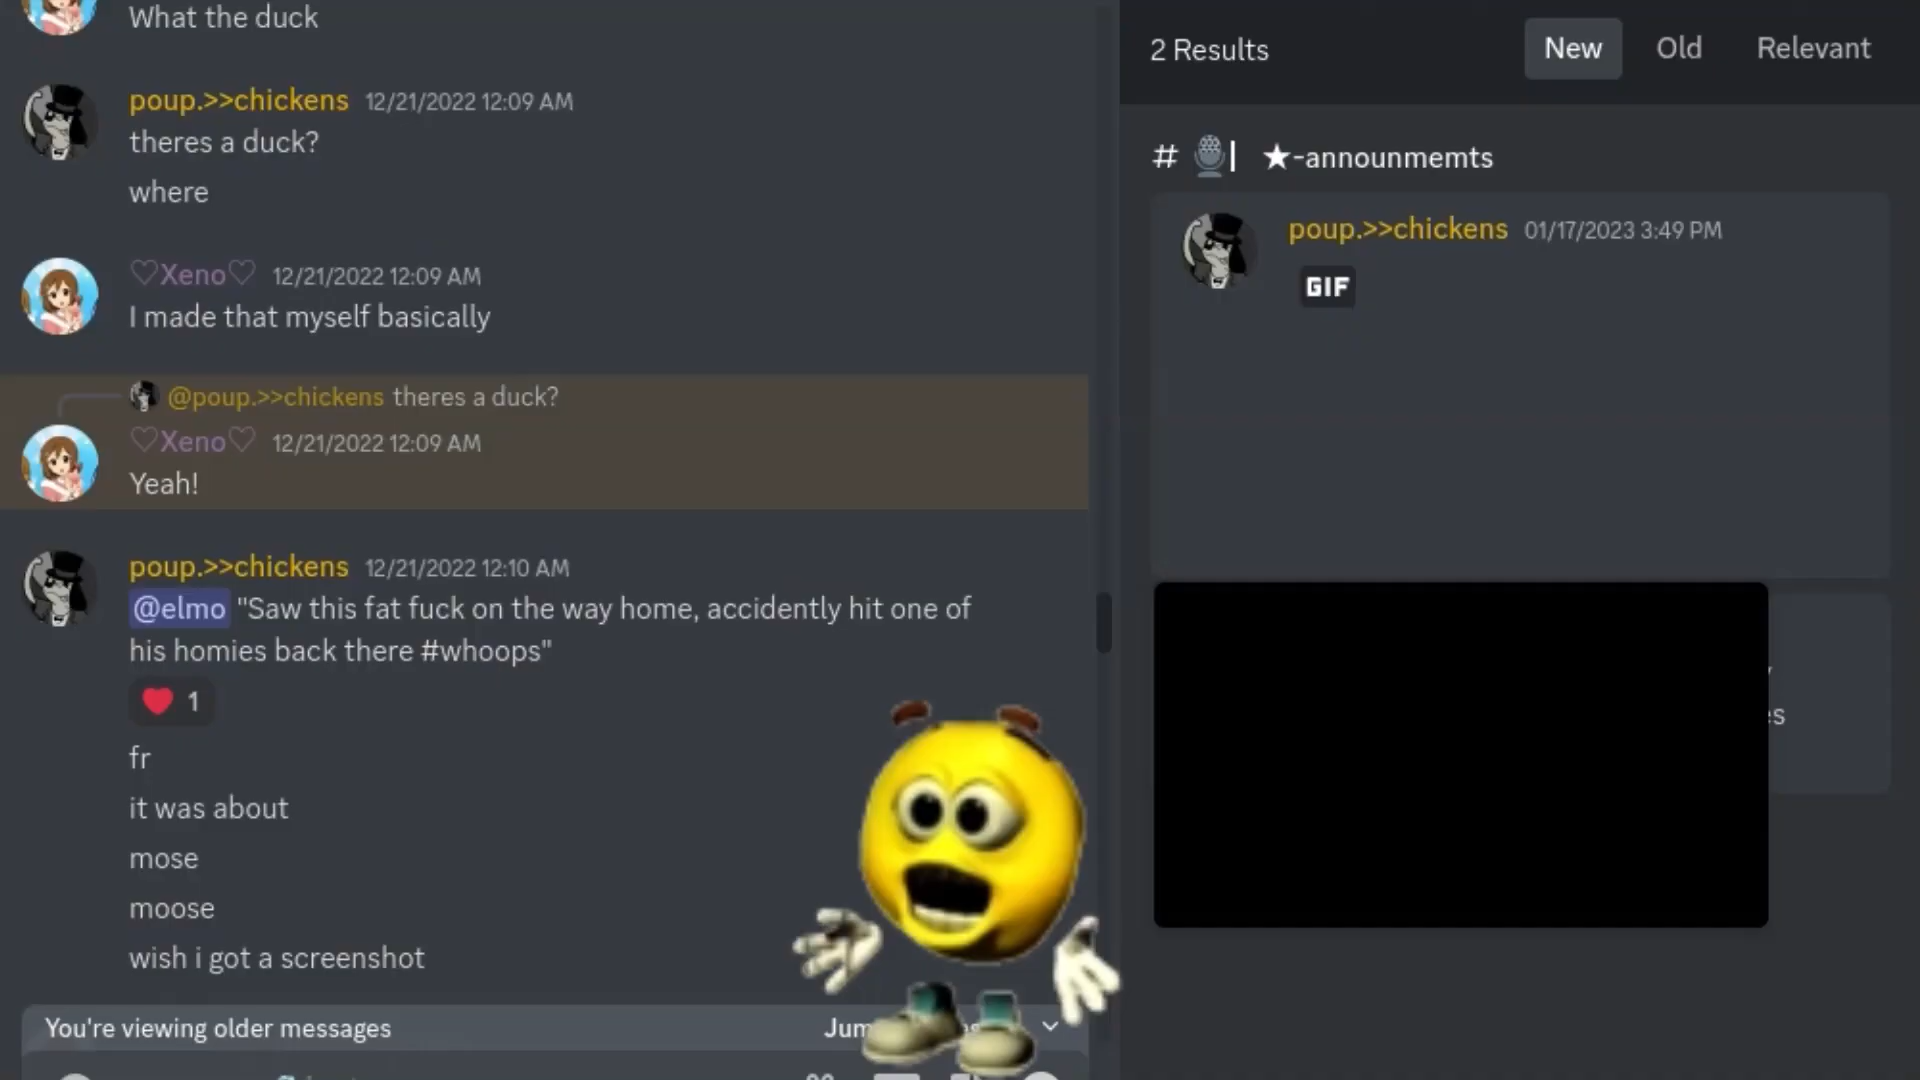 What the duck
poup.>>chickens 12/21/2022 12:09 AM
theres a duck?
where
♡Xeno♡ 12/21/2022 12:09 AM
I made that myself basically
@poup.>>chickens theres a duck?
♡Xeno♡ 12/21/2022 12:09 AM
Yeah!
poup.>>chickens 12/21/2022 12:10 AM
@elmo "Saw this fat fuck on the way home, accidently hit one of
his homies back there #whoops"
❤ 1
fr
it was about
mose
moose
wish i got a screenshot
You're viewing older messages
2 Results New Old Relevant
# 🎙| ★-announmemts
poup.>>chickens 01/17/2023 3:49 PM
GIF